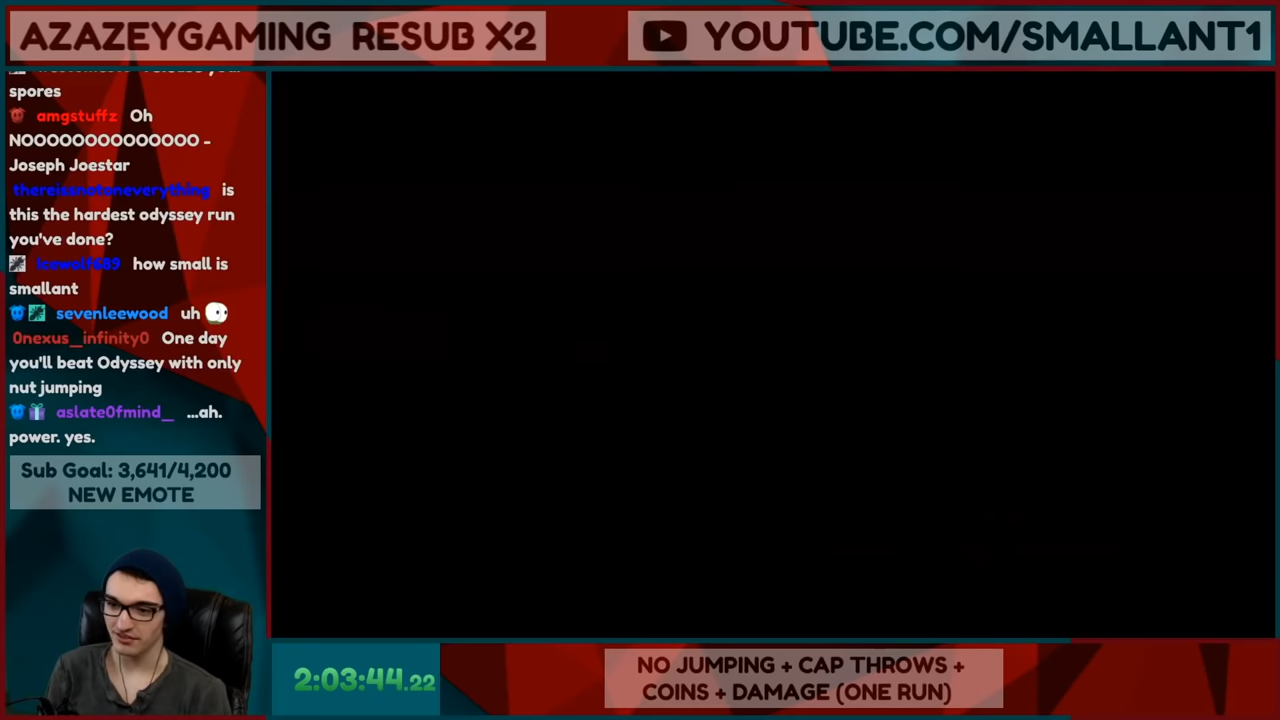 AZAZEYGAMING RESUB X2
YOUTUBE.COM/SMALLANT1
spores
amgstuffz Oh
NOOOOOOOOOOOOOO -
Joseph Joestar
thereissnotoneverything is
this the hardest odyssey run
you've done?
icewolf689 how small is
smallant
sevenleewood uh
0nexus_infinity0 One day
you'll beat Odyssey with only
nut jumping
aslate0fmind_ ...ah.
power. yes.
Sub Goal: 3,641/4,200
NEW EMOTE
2:03:44.22
NO JUMPING + CAP THROWS +
COINS + DAMAGE (ONE RUN)